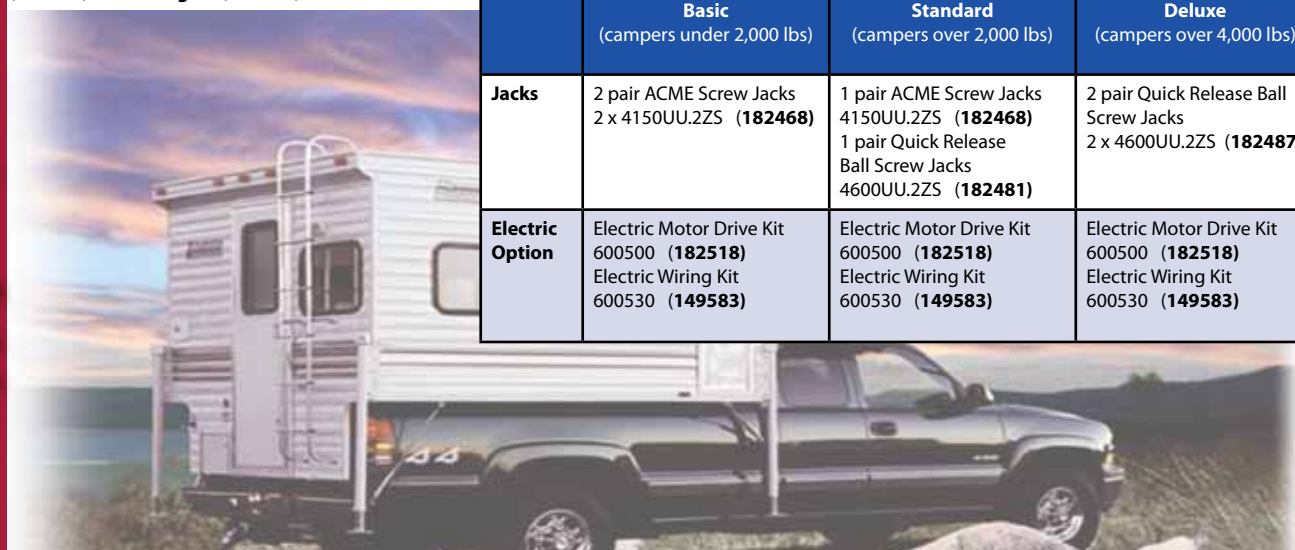 Basic
(campers under 2,000 lbs)
Standard
(campers over 2,000 lbs)
Deluxe
(campers over 4,000 lbs)
Jacks
2 pair ACME Screw Jacks
2 x 4150UU.2ZS (182468)
1 pair ACME Screw Jacks
4150UU.2ZS (182468)
1 pair Quick Release
Ball Screw Jacks
4600UU.2ZS (182481)
2 pair Quick Release Ball
Screw Jacks
2 x 4600UU.2ZS (182487
Electric
Option
Electric Motor Drive Kit
600500 (182518)
Electric Wiring Kit
600530 (149583)
Electric Motor Drive Kit
600500 (182518)
Electric Wiring Kit
600530 (149583)
Electric Motor Drive Kit
600500 (182518)
Electric Wiring Kit
600530 (149583)